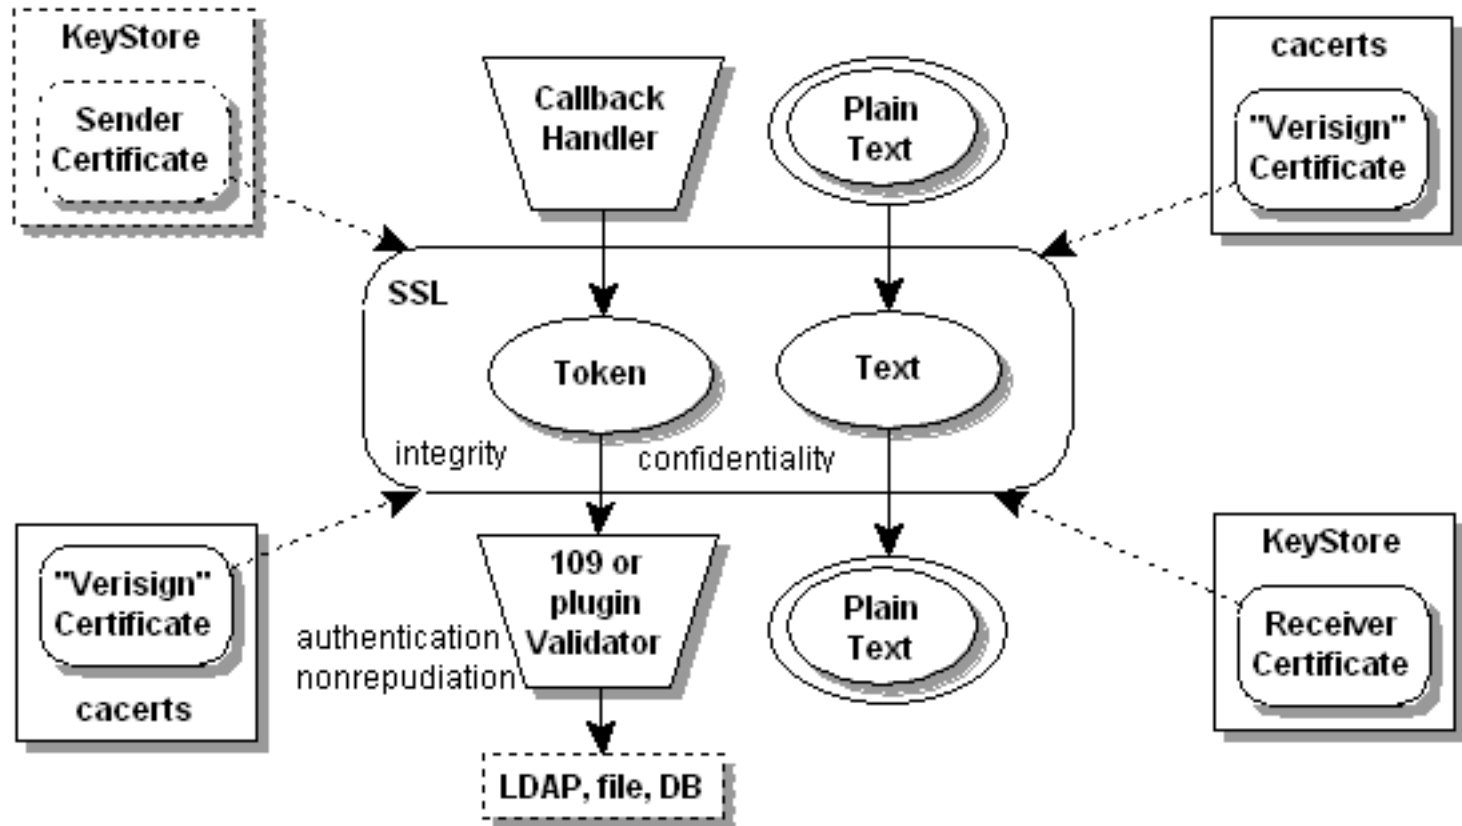 KeyStore
Sender
Certificate
Callback
Handler
Plain
Text
cacerts
"Verisign"
Certificate
SSL
Token
Text
integrity
confidentiality
"Verisign"
Certificate
cacerts
109 or
plugin
Validator
authentication
nonrepudiation
Plain
Text
KeyStore
Receiver
Certificate
LDAP, file, DB